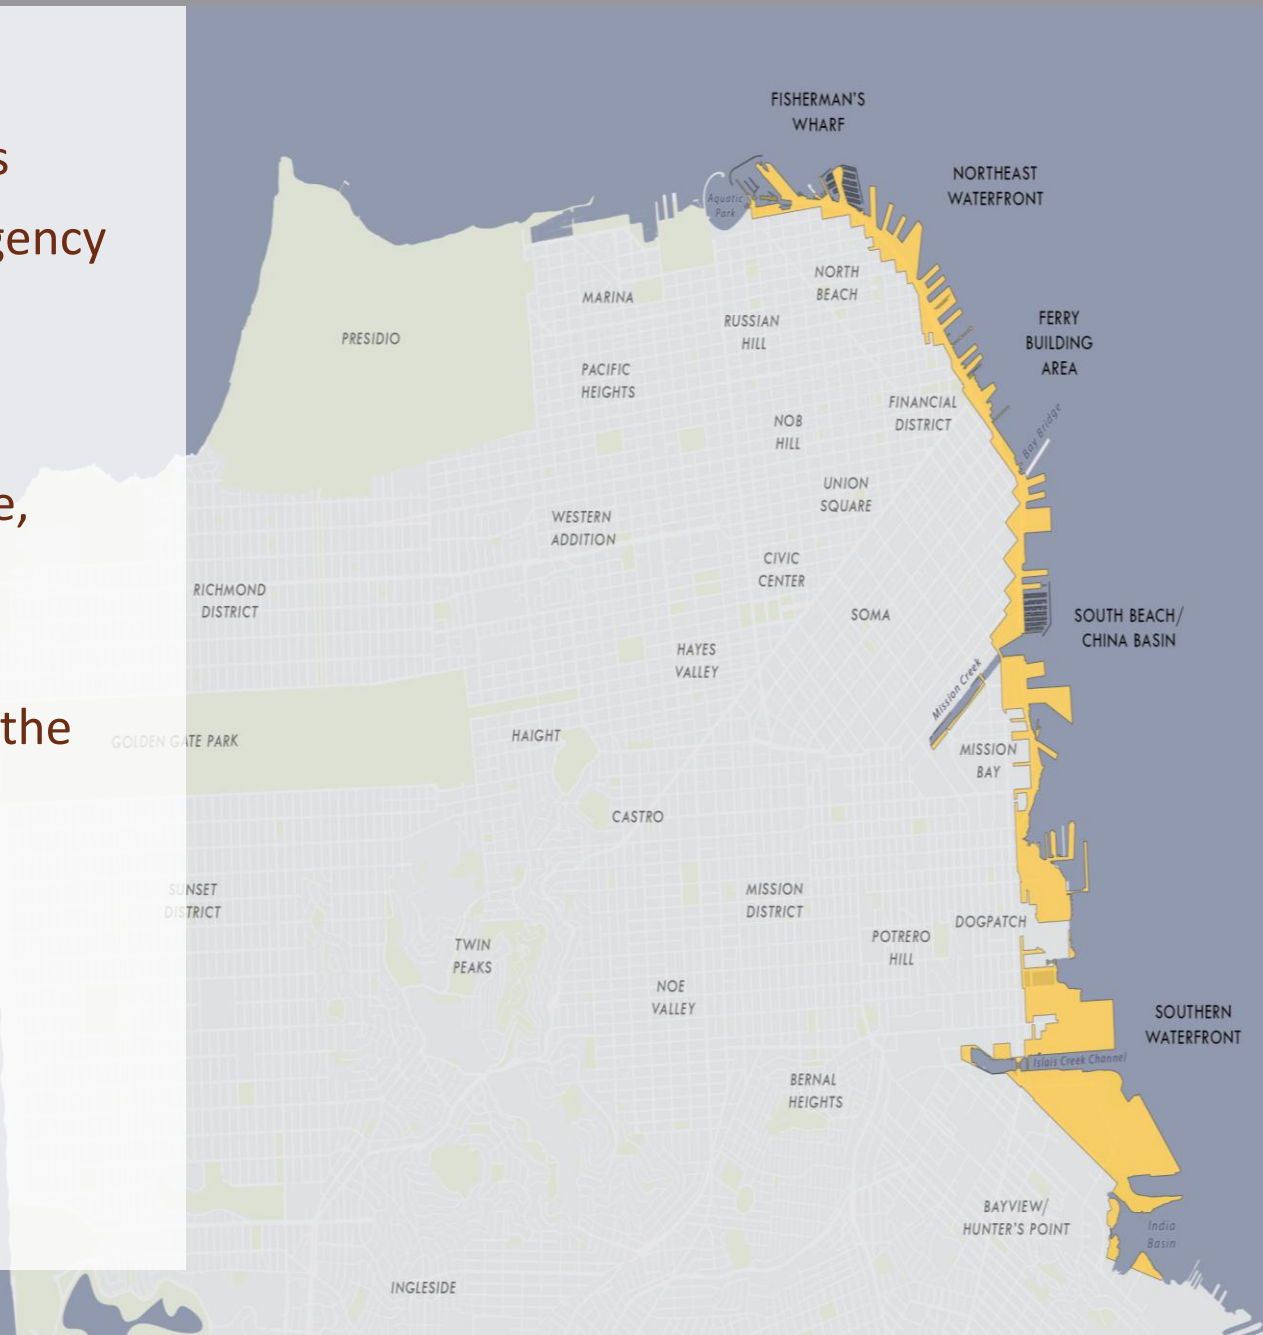 s
gency
e,
the
FISHERMAN'S
WHARF
NORTHEAST
WATERFRONT
Aquatic
Park
NORTH
BEACH
MARINA
RUSSIAN
HILL
PRESIDIO
FERRY
BUILDING
AREA
PACIFIC
HEIGHTS
FINANCIAL
DISTRICT
NOB
HILL
Bay Bridge
UNION
SQUARE
WESTERN
ADDITION
CIVIC
CENTER
RICHMOND
DISTRICT
SOMA
SOUTH BEACH/
CHINA BASIN
HAYES
VALLEY
Mission Creek
GOLDEN GATE PARK
HAIGHT
MISSION
BAY
CASTRO
SUNSET
DISTRICT
MISSION
DISTRICT
DOGPATCH
POTRERO
HILL
TWIN
PEAKS
NOE
VALLEY
SOUTHERN
WATERFRONT
Islais Creek Channel
BERNAL
HEIGHTS
BAYVIEW/
HUNTER'S POINT
India
Basin
INGLESIDE